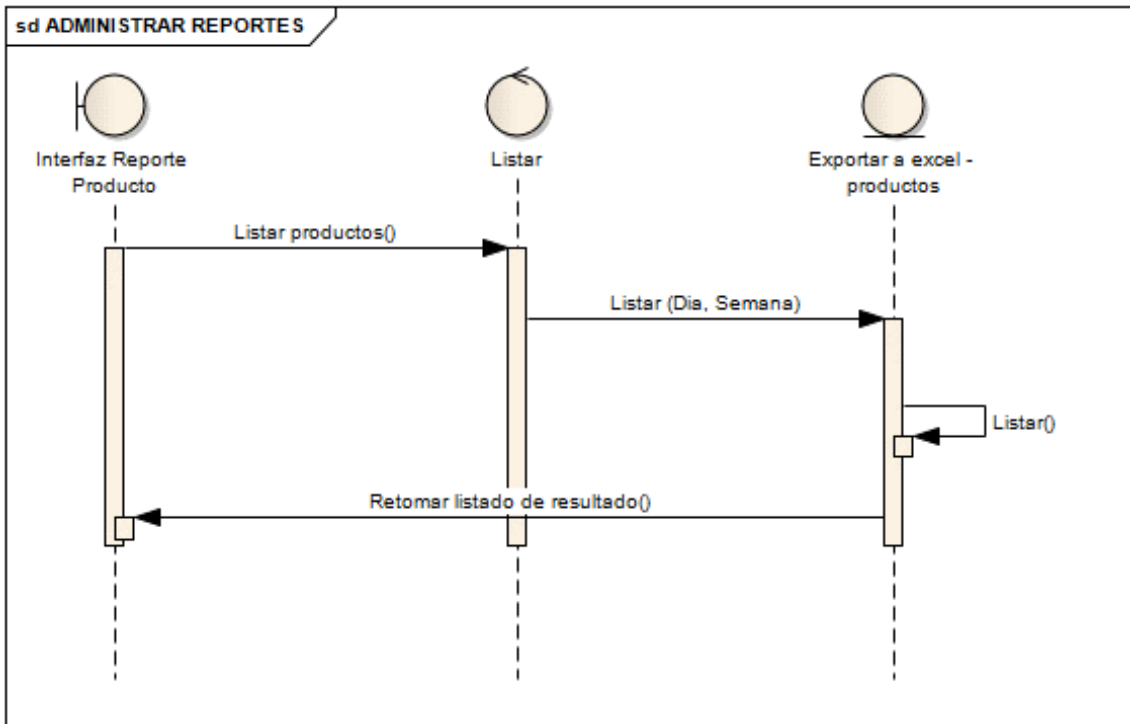 sd ADMINISTRAR REPORTES
Interfaz Reporte
Producto
Listar
Exportar a excel -
productos
Listar productos()
Listar (Dia, Semana)
Listar()
Retornar listado de resultado()